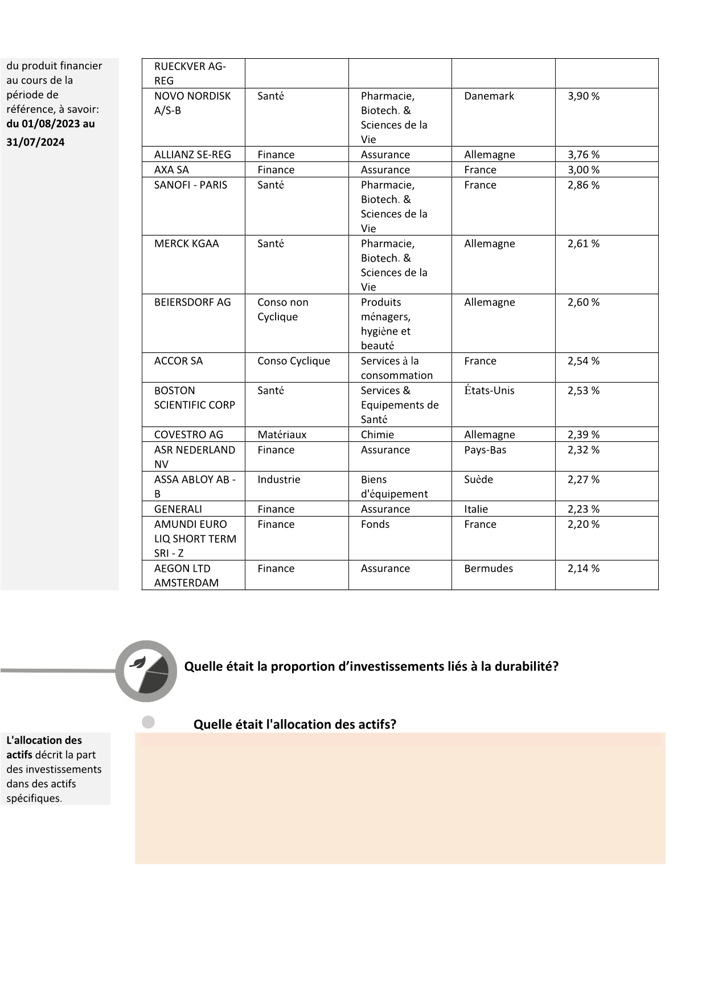 du produit financier
au cours de la
période de
référence, à savoir:
du 01/08/2023 au
31/07/2024
RUECKVER AG-
REG
NOVO NORDISK
A/S-B
Santé
Pharmacie,
Biotech. &
Sciences de la
Vie
Danemark
3,90 %
ALLIANZ SE-REG
Finance
Assurance
Allemagne
3,76 %
AXA SA
Finance
Assurance
France
3,00 %
SANOFI - PARIS
Santé
Pharmacie,
Biotech. &
Sciences de la
Vie
France
2,86 %
MERCK KGAA
Santé
Pharmacie,
Biotech. &
Sciences de la
Vie
Allemagne
2,61 %
BEIERSDORF AG
Conso non
Cyclique
Produits
ménagers,
hygiène et
beauté
Allemagne
2,60 %
ACCOR SA
Conso Cyclique
Services à la
consommation
France
2,54 %
BOSTON
SCIENTIFIC CORP
Santé
Services &
Equipements de
Santé
États-Unis
2,53 %
COVESTRO AG
Matériaux
Chimie
Allemagne
2,39 %
ASR NEDERLAND
NV
Finance
Assurance
Pays-Bas
2,32 %
ASSA ABLOY AB -
B
Industrie
Biens
d'équipement
Suède
2,27 %
GENERALI
Finance
Assurance
Italie
2,23 %
AMUNDI EURO
LIQ SHORT TERM
SRI - Z
Finance
Fonds
France
2,20 %
AEGON LTD
AMSTERDAM
Finance
Assurance
Bermudes
2,14 %
Quelle était la proportion d’investissements liés à la durabilité?
Quelle était l'allocation des actifs?
L'allocation des
actifs décrit la part
des investissements
dans des actifs
spécifiques.